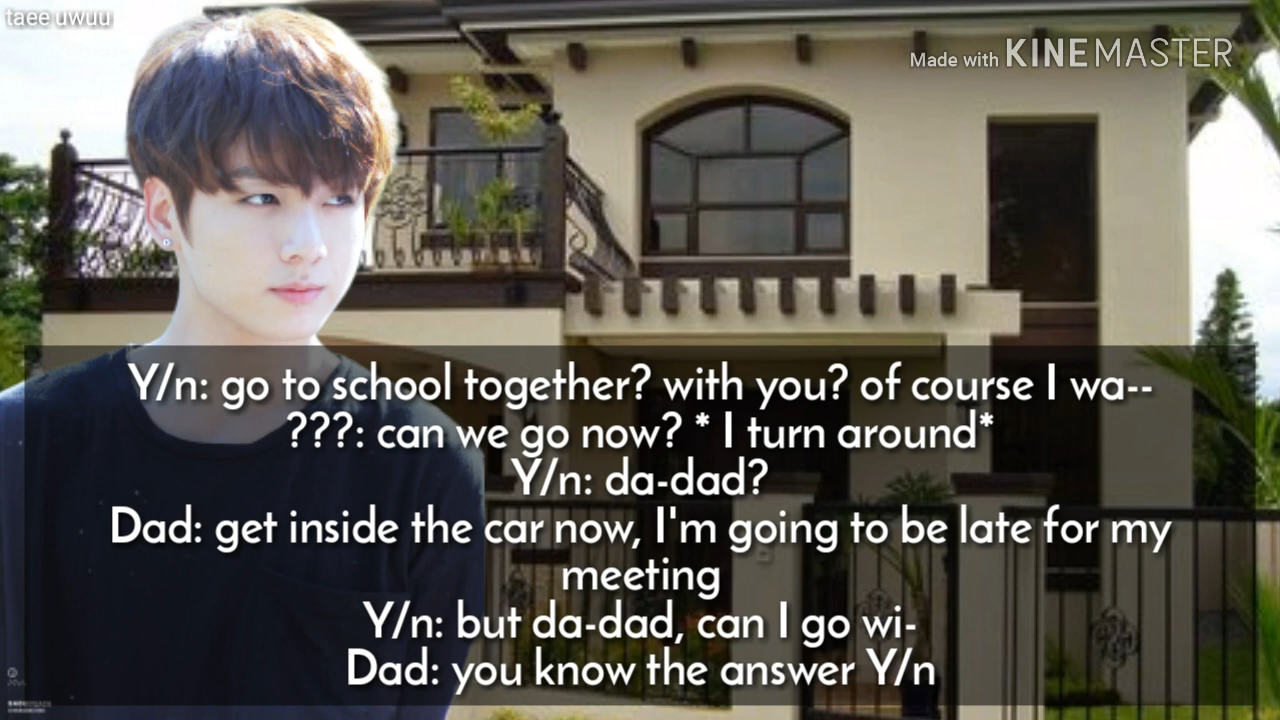 taee uwuu
Made with KINEMASTER
Y/n: go to school together? with you? of course I wa--
???: can we go now? * I turn around*
Y/n: da-dad?
Dad: get inside the car now, I'm going to be late for my
meeting
Y/n: but da-dad, can I go wi-
Dad: you know the answer Y/n